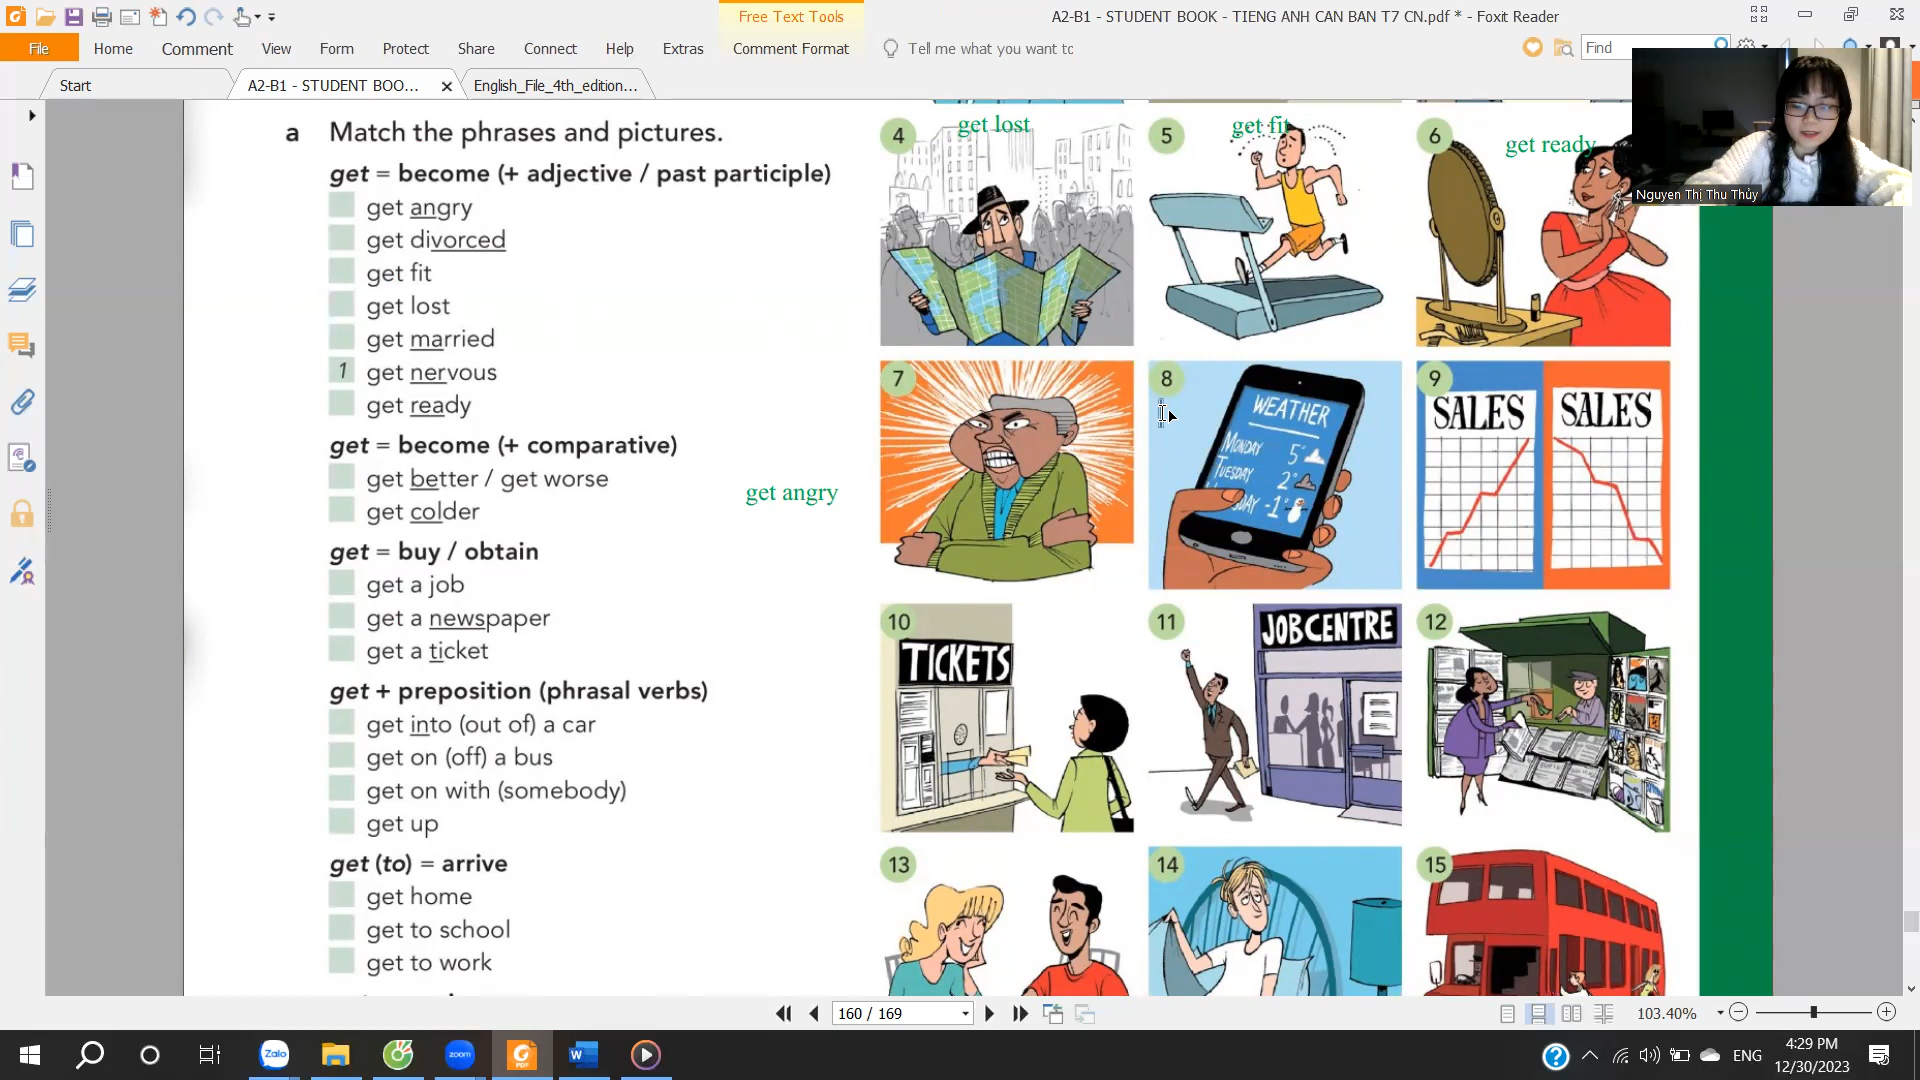 Free Text Tools
A2-B1 - STUDENT BOOK - TIENG ANH CAN BAN T7 CN.pdf * - Foxit Reader
File Home Comment View Form Protect Share Connect Help Extras Comment Format Tell me what you want to Find
Start A2-B1 - STUDENT BOO... English_File_4th_edition...
Nguyen Thị Thu Thủy
a Match the phrases and pictures.
get = become (+ adjective / past participle)
get angry
get divorced
get fit
get lost
get married
1 get nervous
get ready
get = become (+ comparative)
get better / get worse
get colder
get = buy / obtain
get a job
get a newspaper
get a ticket
get + preposition (phrasal verbs)
get into (out of) a car
get on (off) a bus
get on with (somebody)
get up
get (to) = arrive
get home
get to school
get to work
4 get lost
5 get fit
6 get ready
7
get angry
8
WEATHER
MONDAY 5°
TUESDAY 2°
DAY -1°
9
SALES SALES
10
TICKETS
11
JOB CENTRE
12
13
14
15
160 / 169
103.40%
Zalo zoom PDF W
ENG
4:29 PM
12/30/2023